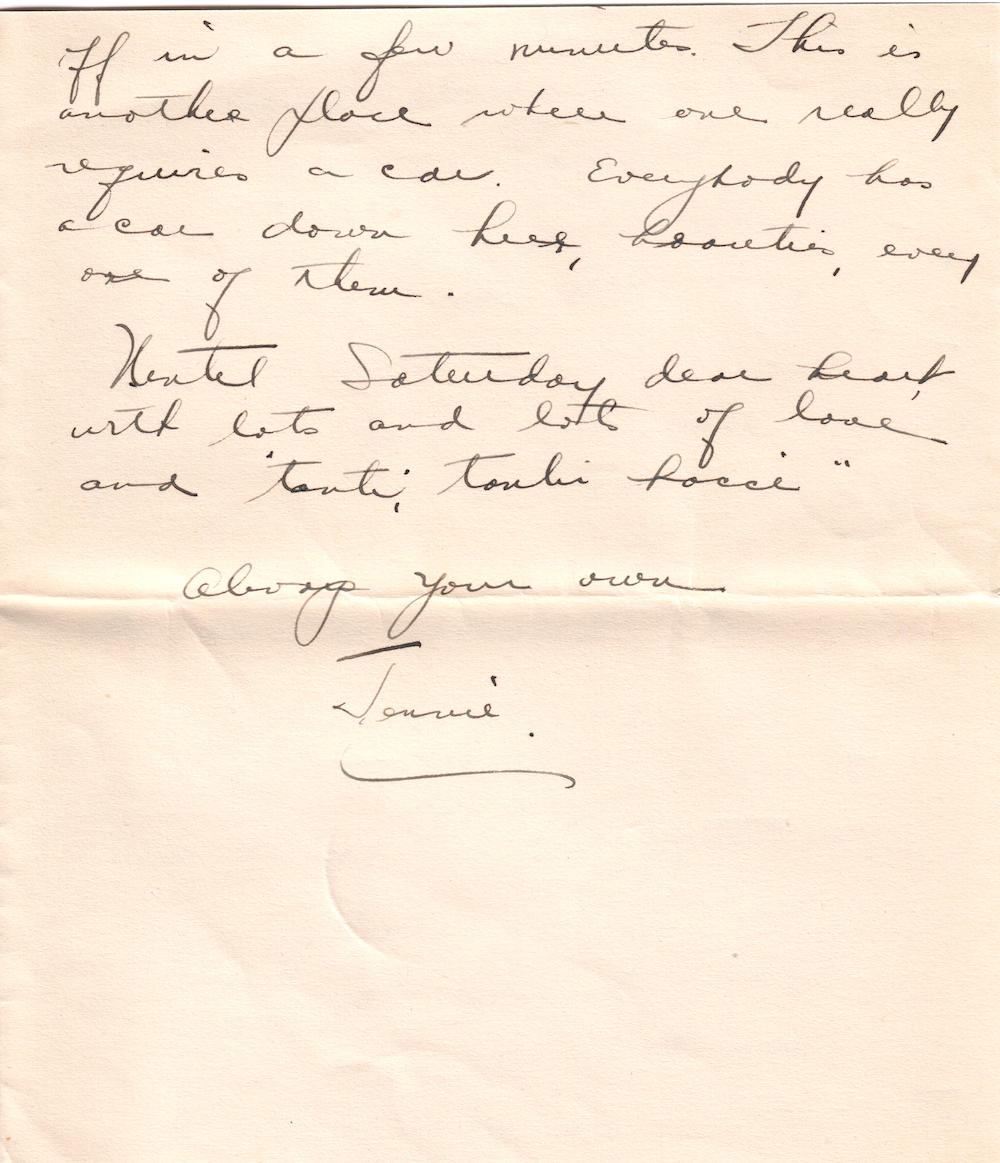 off in a few minutes. This is
another place where one really
requires a car. Everybody has
a car down here, beauties, every
one of them.
Until Saturday dear heart,
with lots and lots of love
and "tanti, tanti bacci"
Always your own
Jennie.